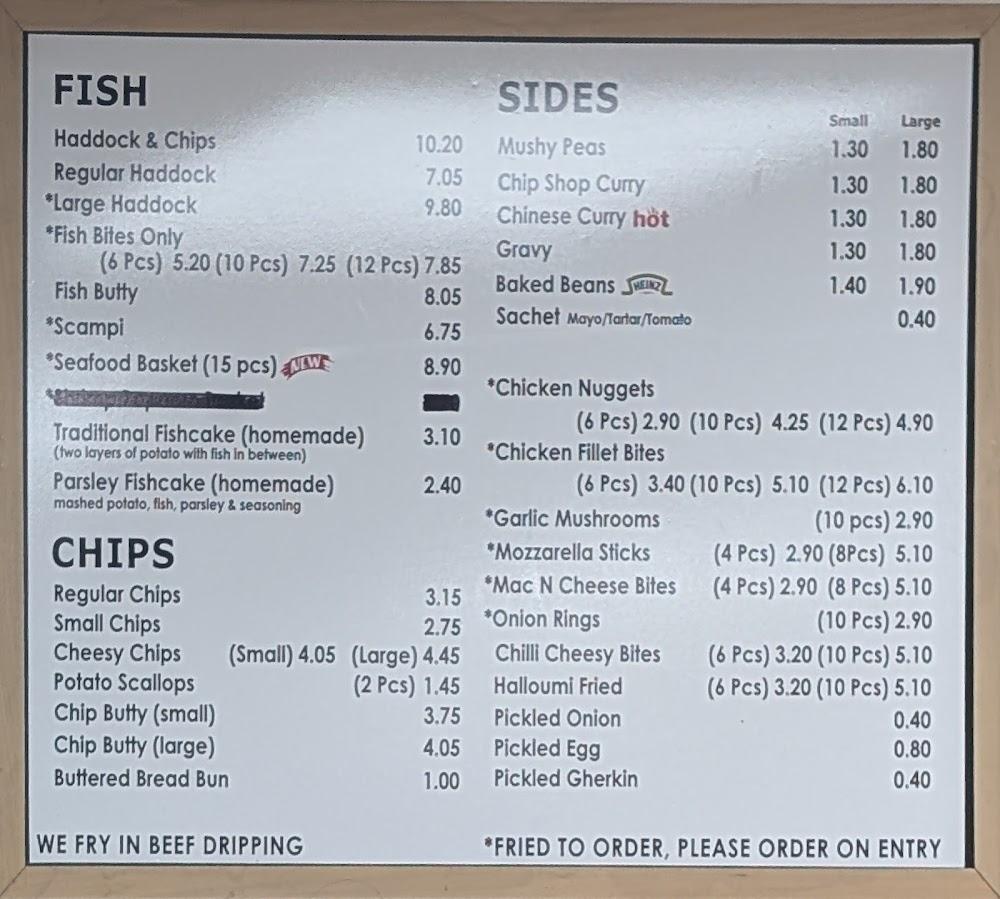 FISH
Haddock & Chips 10.20
Regular Haddock 7.05
*Large Haddock 9.80
*Fish Bites Only
(6 Pcs) 5.20 (10 Pcs) 7.25 (12 Pcs) 7.85
Fish Butty 8.05
*Scampi 6.75
*Seafood Basket (15 pcs) NEW 8.90
Traditional Fishcake (homemade) 3.10
(two layers of potato with fish in between)
Parsley Fishcake (homemade) 2.40
mashed potato, fish, parsley & seasoning
CHIPS
Regular Chips 3.15
Small Chips 2.75
Cheesy Chips (Small) 4.05 (Large) 4.45
Potato Scallops (2 Pcs) 1.45
Chip Butty (small) 3.75
Chip Butty (large) 4.05
Buttered Bread Bun 1.00
WE FRY IN BEEF DRIPPING
SIDES
Small Large
Mushy Peas 1.30 1.80
Chip Shop Curry 1.30 1.80
Chinese Curry hot 1.30 1.80
Gravy 1.30 1.80
Baked Beans HEINZ 1.40 1.90
Sachet Mayo/Tartar/Tomato 0.40
*Chicken Nuggets
(6 Pcs) 2.90 (10 Pcs) 4.25 (12 Pcs) 4.90
*Chicken Fillet Bites
(6 Pcs) 3.40 (10 Pcs) 5.10 (12 Pcs) 6.10
*Garlic Mushrooms (10 pcs) 2.90
*Mozzarella Sticks (4 Pcs) 2.90 (8Pcs) 5.10
*Mac N Cheese Bites (4 Pcs) 2.90 (8 Pcs) 5.10
*Onion Rings (10 Pcs) 2.90
Chilli Cheesy Bites (6 Pcs) 3.20 (10 Pcs) 5.10
Halloumi Fried (6 Pcs) 3.20 (10 Pcs) 5.10
Pickled Onion 0.40
Pickled Egg 0.80
Pickled Gherkin 0.40
*FRIED TO ORDER, PLEASE ORDER ON ENTRY